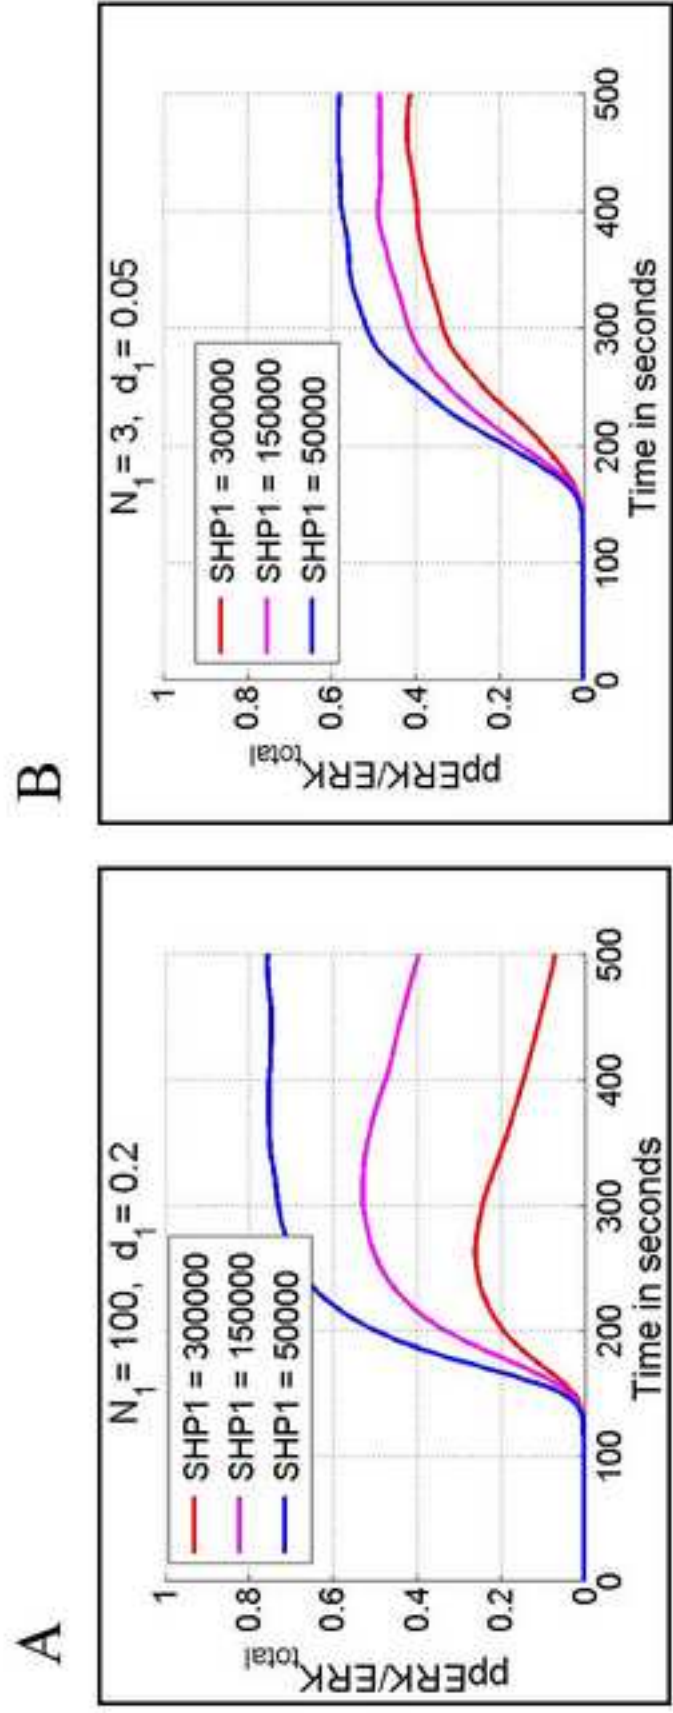 A
N1 = 100, d1 = 0.2
ppERK/ERKtotal
1
0.8
0.6
0.4
0.2
0
SHP1 = 300000
SHP1 = 150000
SHP1 = 50000
0 100 200 300 400 500
Time in seconds
B
N1 = 3, d1 = 0.05
ppERK/ERKtotal
1
0.8
0.6
0.4
0.2
0
SHP1 = 300000
SHP1 = 150000
SHP1 = 50000
0 100 200 300 400 500
Time in seconds